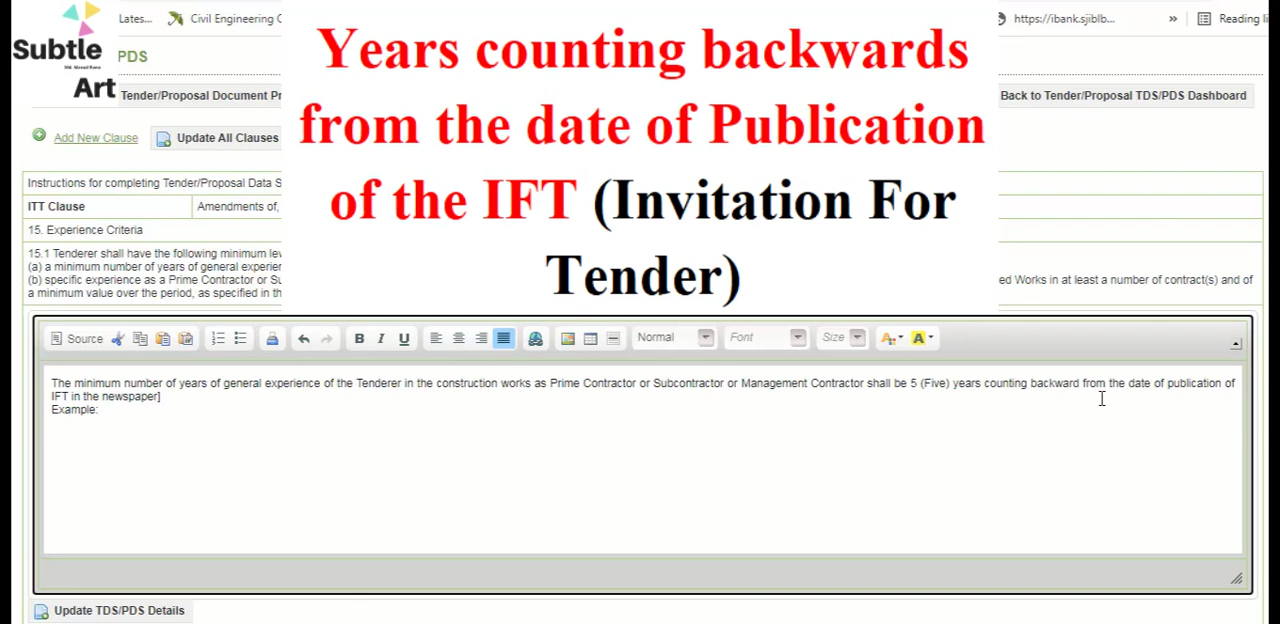 Lates...
Civil Engineering C
https://ibank.sjiblb...
»
Reading li
Subtle
Art
PDS
Years counting backwards
from the date of Publication
of the IFT (Invitation For
Tender)
Tender/Proposal Document Pr
Back to Tender/Proposal TDS/PDS Dashboard
Add New Clause
Update All Clauses
Instructions for completing Tender/Proposal Data S
ITT Clause
Amendments of,
15. Experience Criteria
15.1 Tenderer shall have the following minimum lev
(a) a minimum number of years of general experien
(b) specific experience as a Prime Contractor or Su
ed Works in at least a number of contract(s) and of
a minimum value over the period, as specified in th
Source
B I U
Normal
Font
Size
The minimum number of years of general experience of the Tenderer in the construction works as Prime Contractor or Subcontractor or Management Contractor shall be 5 (Five) years counting backward from the date of publication of
IFT in the newspaper]
Example:
Update TDS/PDS Details